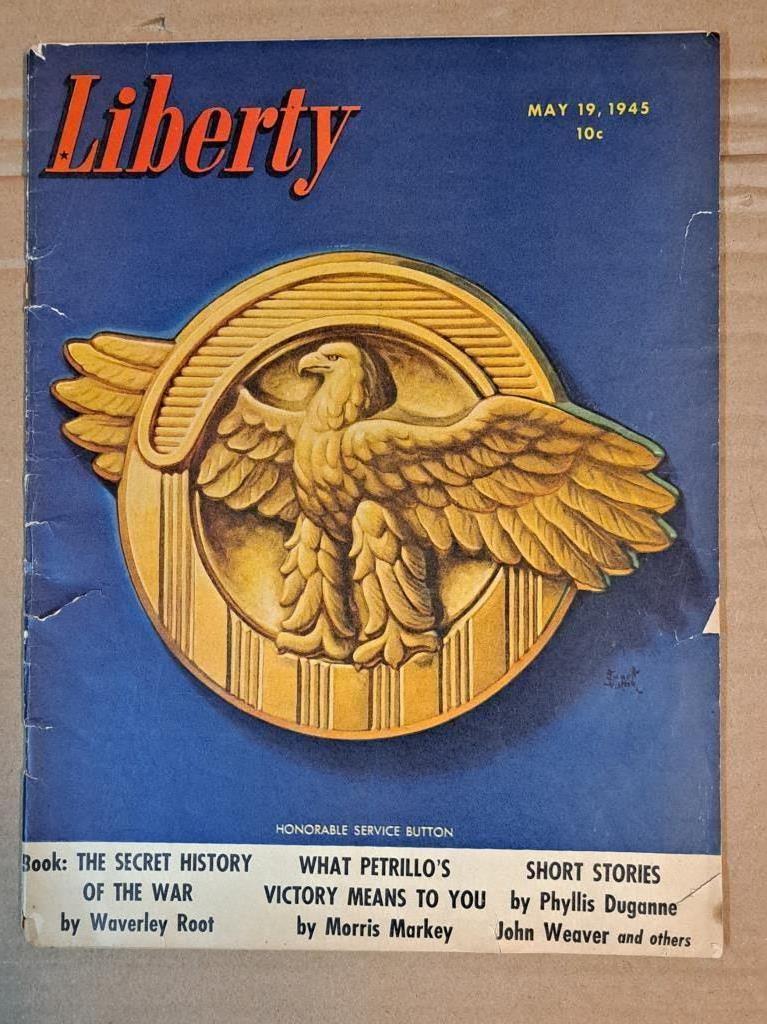 Liberty
MAY 19, 1945
10c
HONORABLE SERVICE BUTTON
Book: THE SECRET HISTORY
OF THE WAR
by Waverley Root
WHAT PETRILLO'S
VICTORY MEANS TO YOU
by Morris Markey
SHORT STORIES
by Phyllis Duganne
John Weaver and others